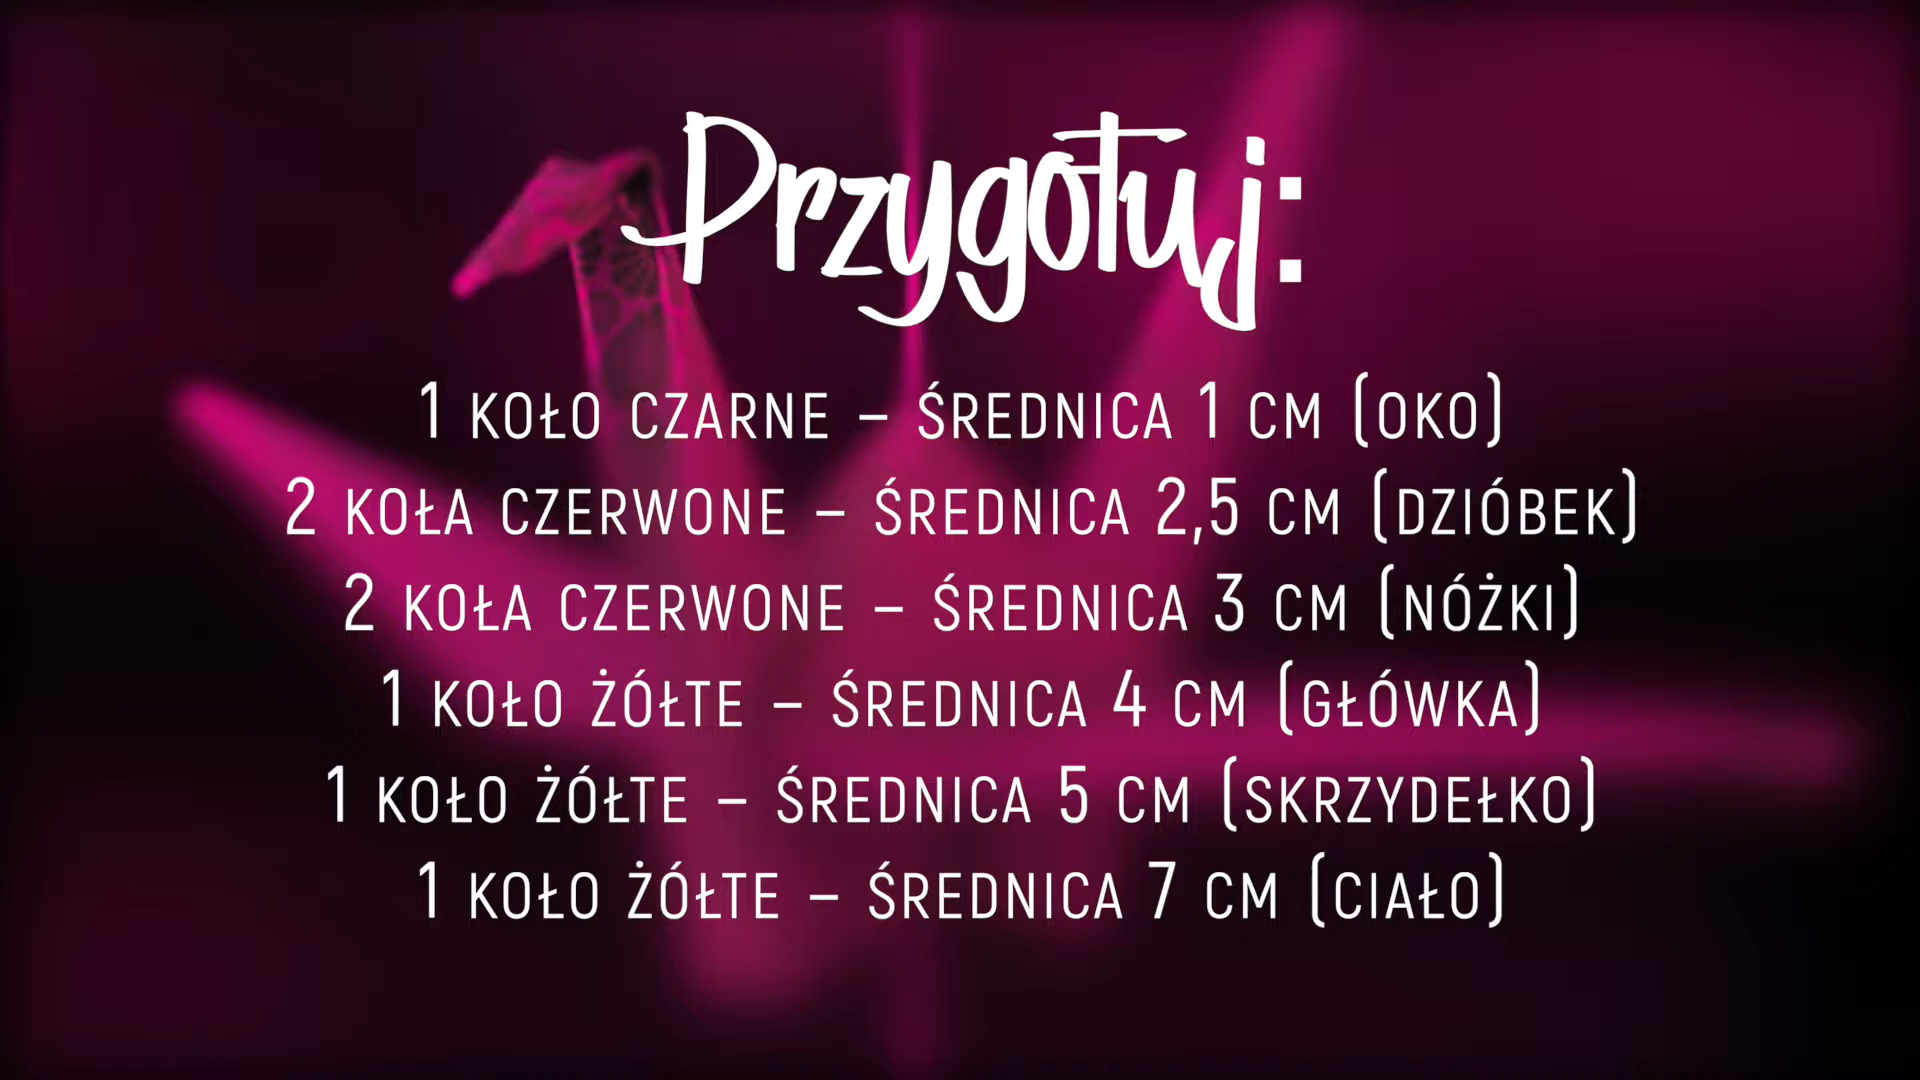 Przygotuj:
1 KOŁO CZARNE – ŚREDNICA 1 CM (OKO)
2 KOŁA CZERWONE – ŚREDNICA 2,5 CM (DZIÓBEK)
2 KOŁA CZERWONE – ŚREDNICA 3 CM (NÓŻKI)
1 KOŁO ŻÓŁTE – ŚREDNICA 4 CM (GŁÓWKA)
1 KOŁO ŻÓŁTE – ŚREDNICA 5 CM (SKRZYDEŁKO)
1 KOŁO ŻÓŁTE – ŚREDNICA 7 CM (CIAŁO)